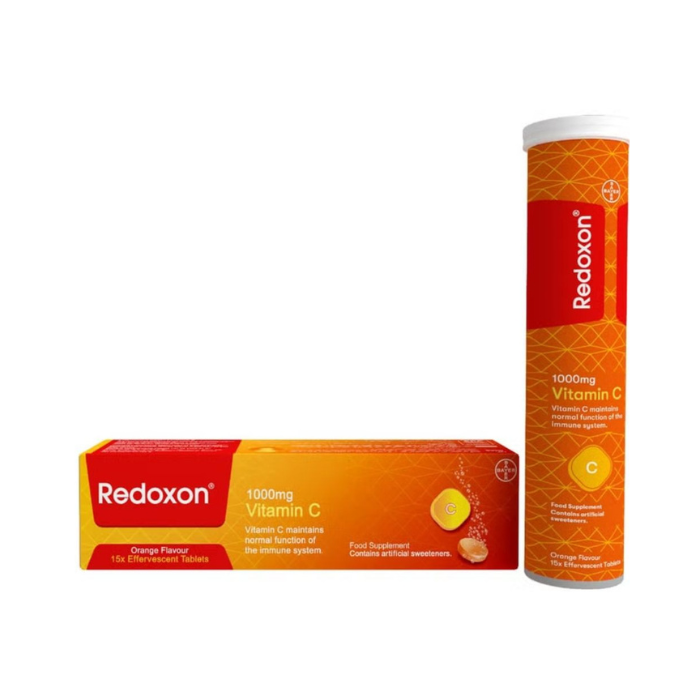 Redoxon®
Orange Flavour
15x Effervescent Tablets
1000mg
Vitamin C
Vitamin C maintains
normal function of
the immune system.
Food Supplement
Contains artificial sweeteners.
C
BAYER
BAYER
Redoxon®
1000mg
Vitamin C
Vitamin C maintains
normal function of the
immune system.
C
Food Supplement
Contains artificial
sweeteners.
Orange Flavour
15x Effervescent Tablets